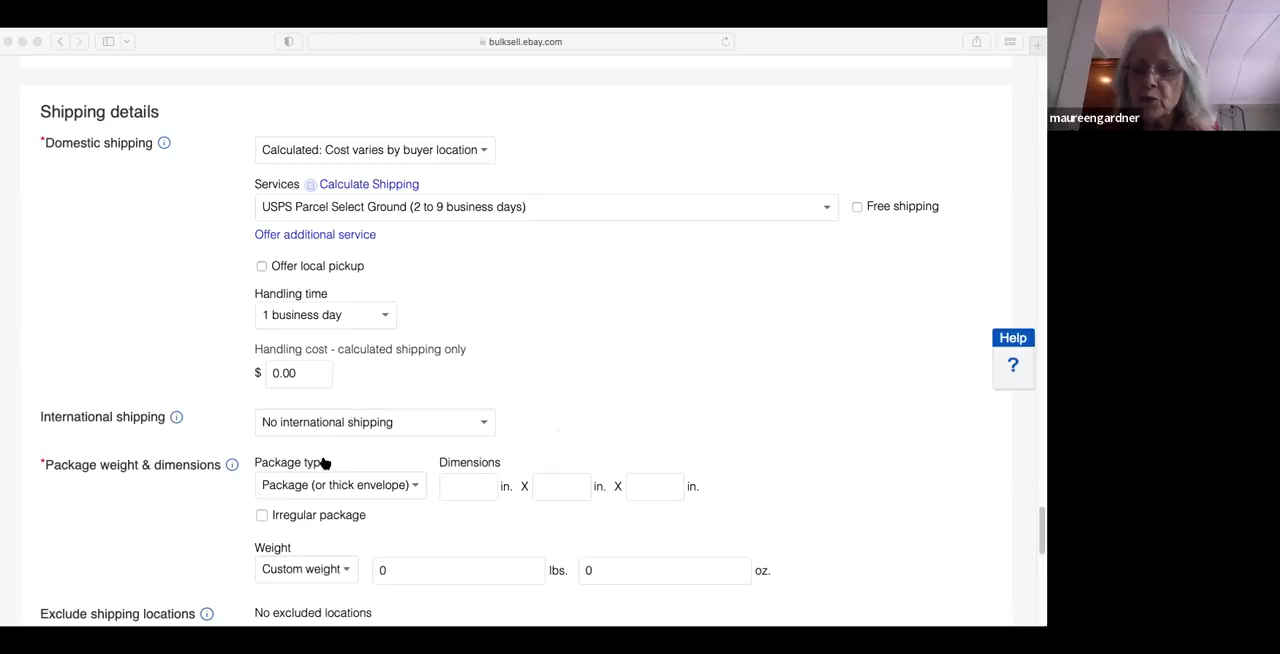 bulksell.ebay.com
maureengardner
Shipping details
*Domestic shipping
Calculated: Cost varies by buyer location
Services Calculate Shipping
USPS Parcel Select Ground (2 to 9 business days)
Free shipping
Offer additional service
Offer local pickup
Handling time
1 business day
Handling cost - calculated shipping only
$ 0.00
Help
?
International shipping
No international shipping
*Package weight & dimensions
Package typ
Dimensions
Package (or thick envelope)
in. X in. X in.
Irregular package
Weight
Custom weight 0 lbs. 0 oz.
Exclude shipping locations
No excluded locations